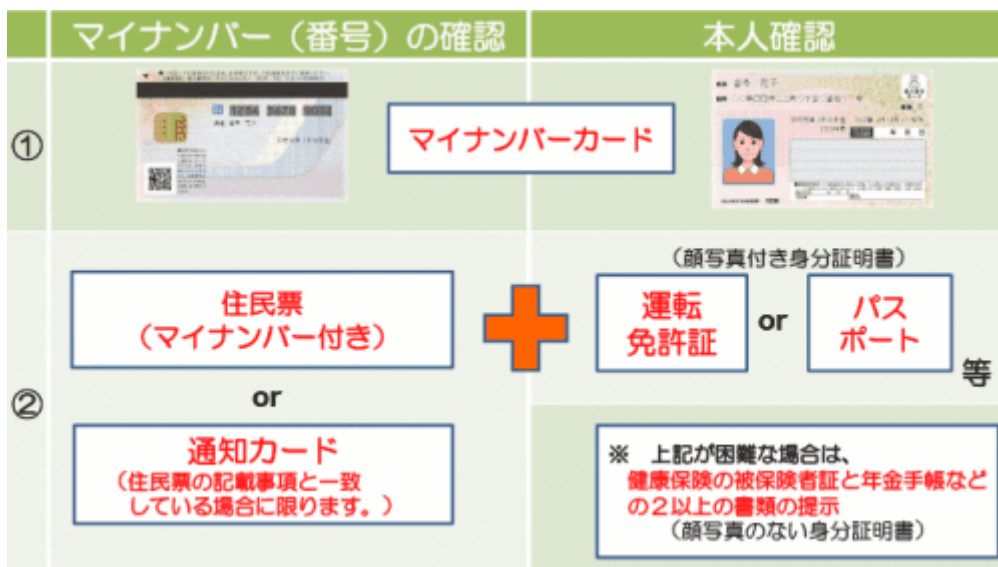 マイナンバー（番号）の確認
本人確認
①
マイナンバーカード
②
住民票
（マイナンバー付き）
or
通知カード
（住民票の記載事項と一致
している場合に限ります。）
（顔写真付き身分証明書）
運転
免許証
or
パス
ポート
等
※　上記が困難な場合は、
健康保険の被保険者証と年金手帳など
の２以上の書類の提示
（顔写真のない身分証明書）